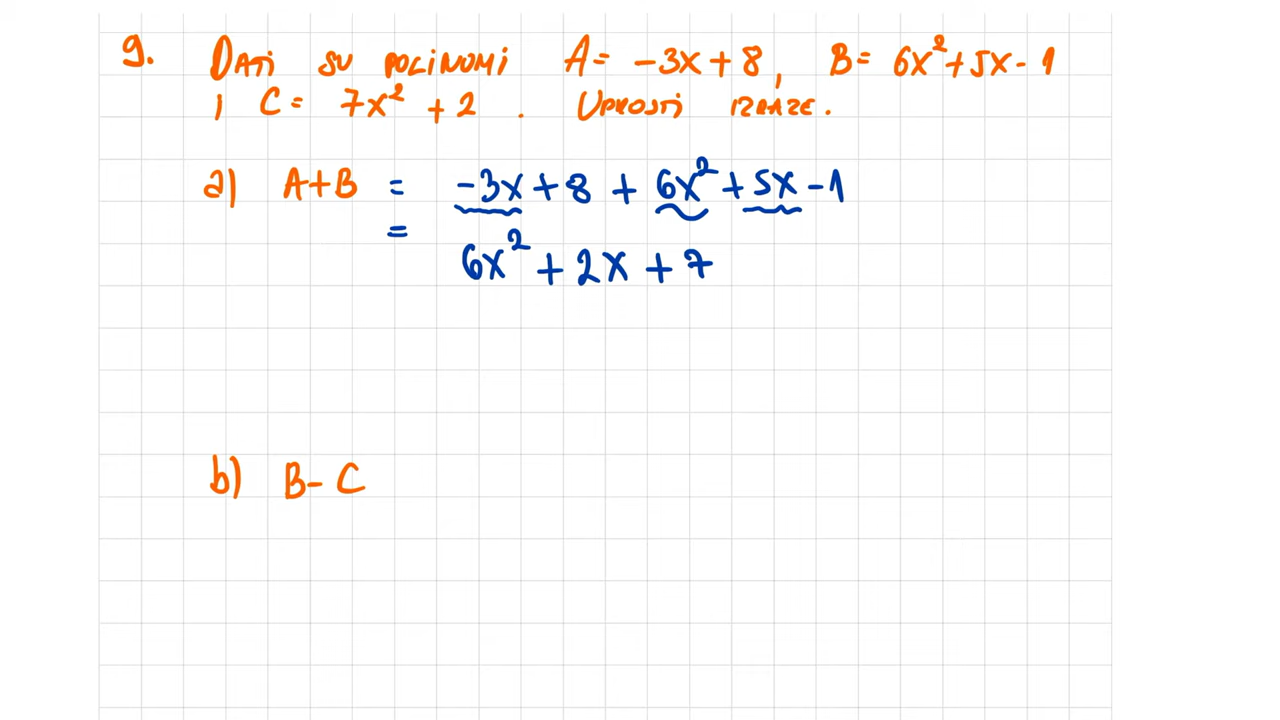 9. DATI SU POLINOMI A = -3x + 8, B = 6x² + 5x - 1
i C = 7x² + 2 . UPROSTI IZRAZE.
a) A+B = -3x + 8 + 6x² + 5x - 1
= 6x² + 2x + 7
b) B - C